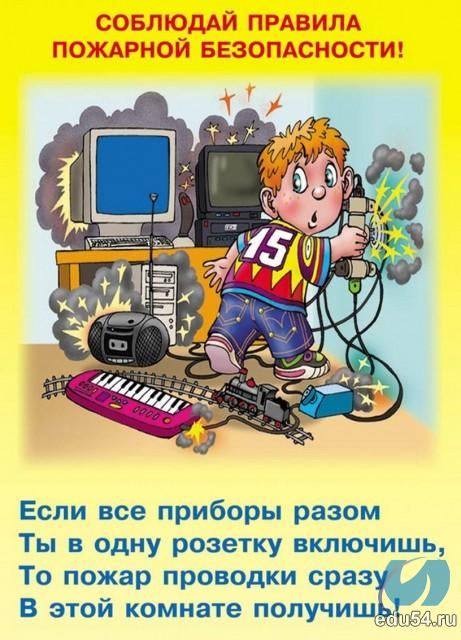 СОБЛЮДАЙ ПРАВИЛА
ПОЖАРНОЙ БЕЗОПАСНОСТИ!
15
Если все приборы разом
Ты в одну розетку включишь,
То пожар проводки сразу
В этой комнате получишь!
edu54.ru